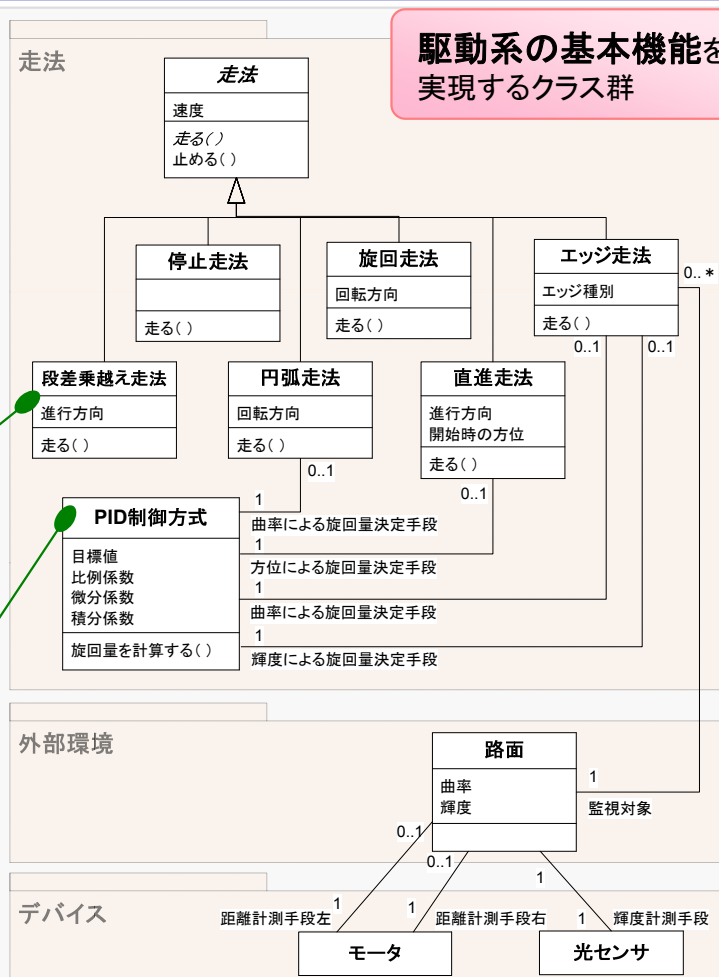 駆動系の基本機能を
実現するクラス群
走法
走法
速度
走る( )
止める( )
停止走法
走る( )
旋回走法
回転方向
走る( )
エッジ走法
エッジ種別
走る( )
0..*
0..1
0..1
段差乗越え走法
進行方向
走る( )
円弧走法
回転方向
走る( )
0..1
直進走法
進行方向
開始時の方位
走る( )
0..1
PID制御方式
目標値
比例係数
微分係数
積分係数
旋回量を計算する( )
1
曲率による旋回量決定手段
1
方位による旋回量決定手段
1
曲率による旋回量決定手段
1
輝度による旋回量決定手段
外部環境
路面
曲率
輝度
1
監視対象
0..1
0..1
1
デバイス
距離計測手段左
1
1
距離計測手段右
1
輝度計測手段
モータ
光センサ